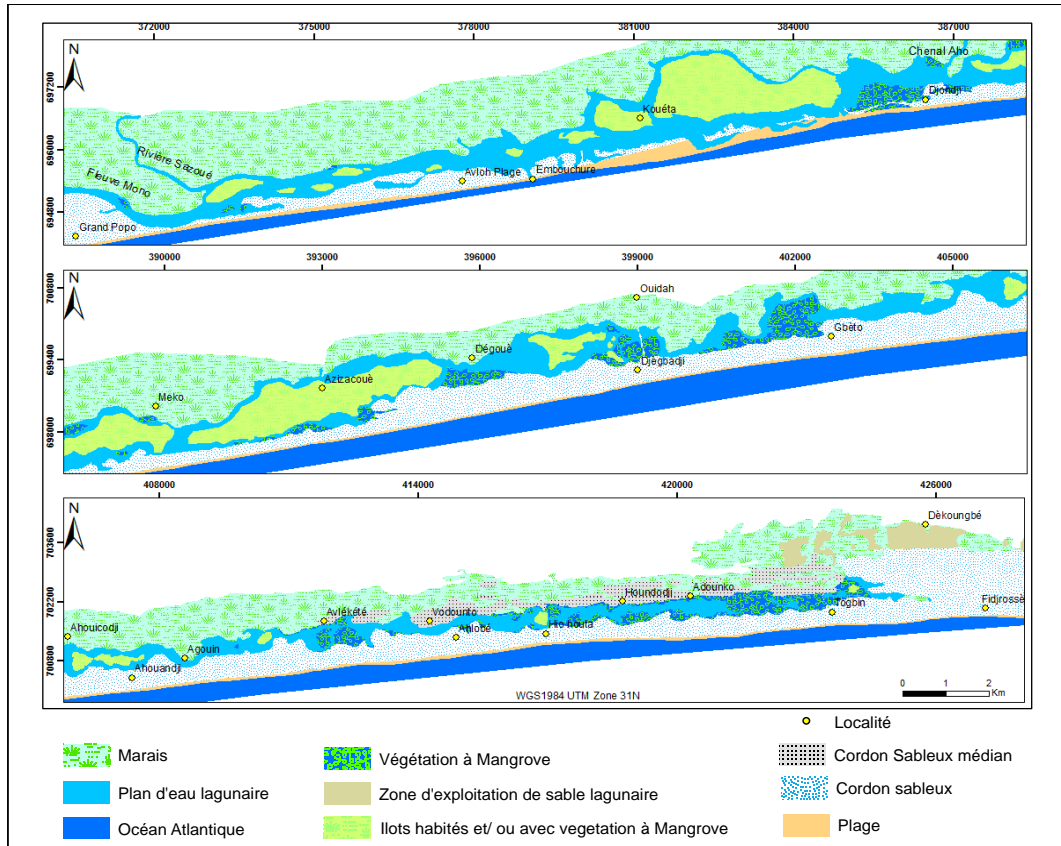 372000 375000 378000 381000 384000 387000
N
697200
696000
694800
Chenal Aho
Djondji
Kouéta
Rivière Sazoué
Fleuve Mono
Avloh Plage
Embouchure
Grand Popo
390000 393000 396000 399000 402000 405000
N
700800
699400
698000
Ouidah
Gbèto
Dégouè
Djègbadji
Azizacouè
Meko
408000 414000 420000 426000
N
703600
702200
700800
Dèkoungbé
Adounko
Houndodji
Togbin
Fidjrossè
Avlékété
Vodounto
Ahlobé
Hio-houta
Ahouicodji
Agouin
Ahouandji
WGS1984 UTM Zone 31N
0 1 2
Km
Localité
Marais
Végétation à Mangrove
Cordon Sableux médian
Plan d'eau lagunaire
Zone d'exploitation de sable lagunaire
Cordon sableux
Océan Atlantique
Ilots habités et/ ou avec vegetation à Mangrove
Plage